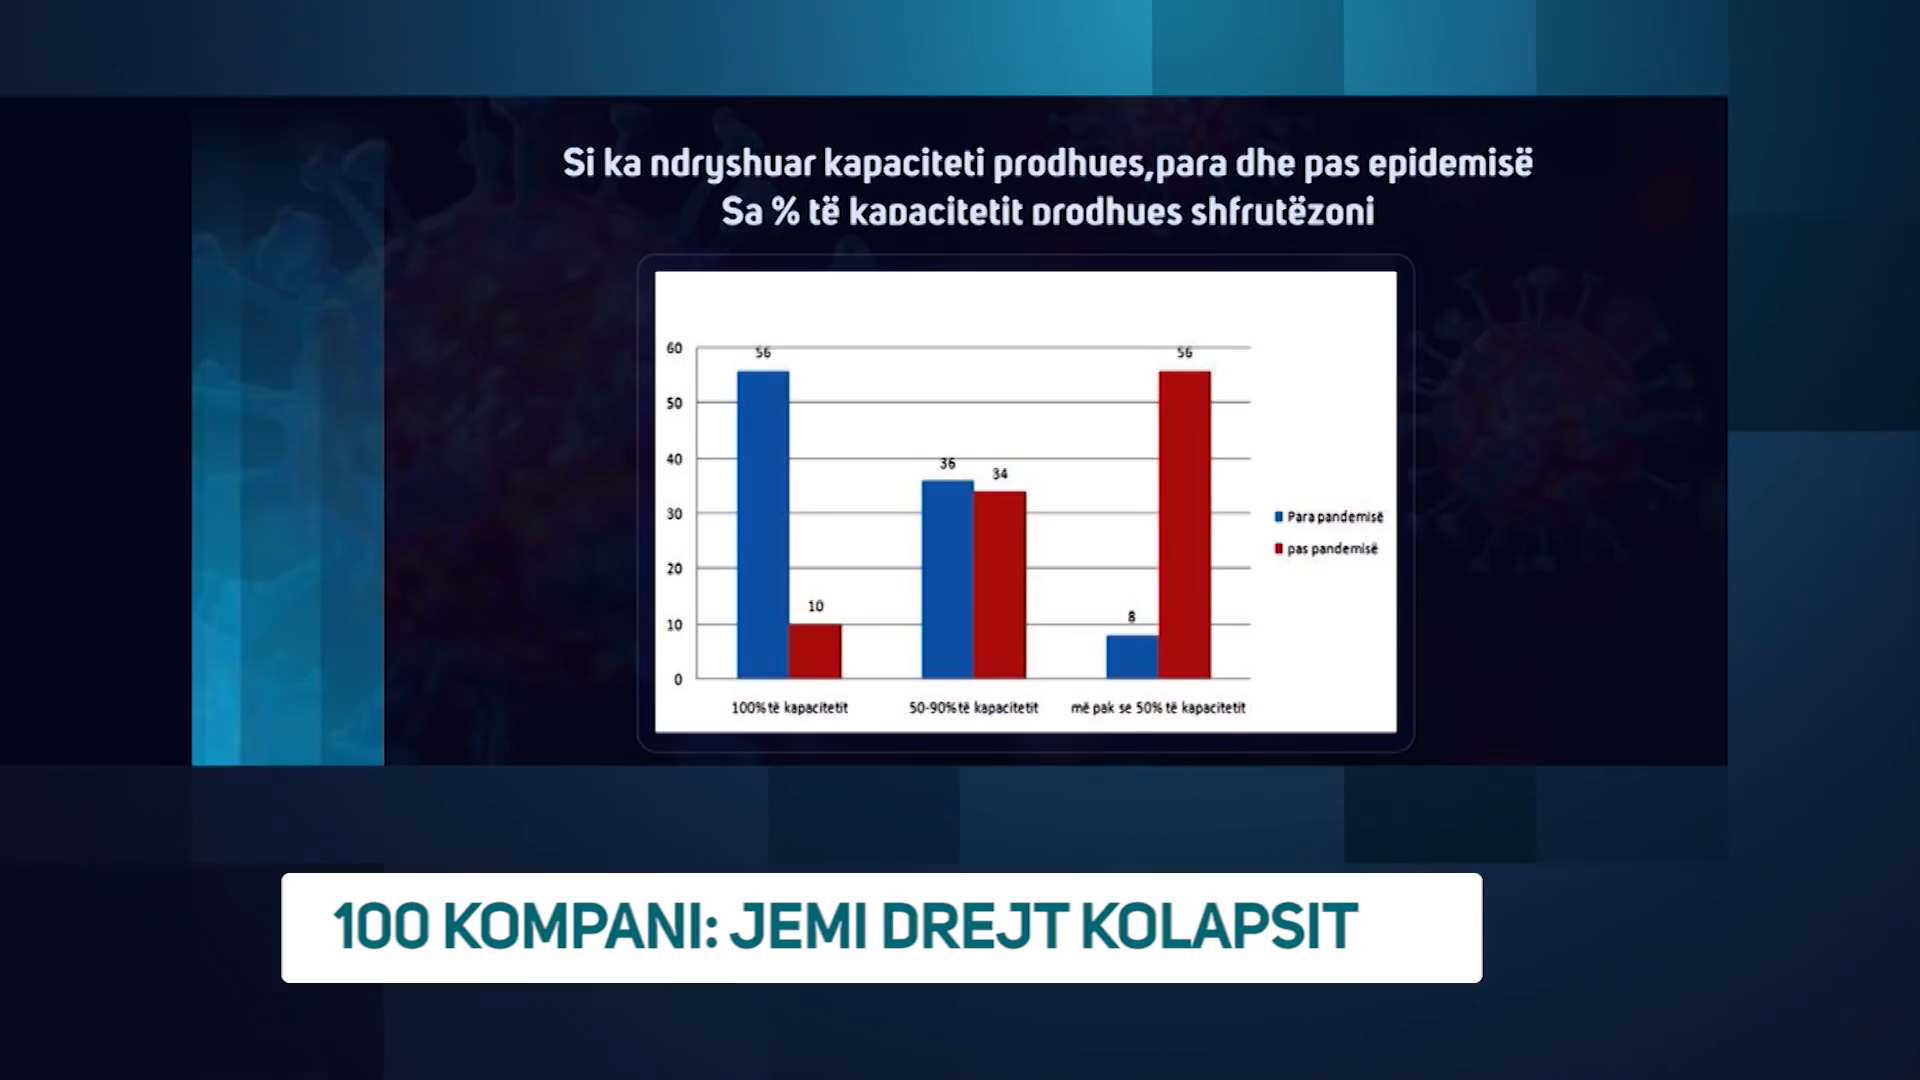 Si ka ndryshuar kapaciteti prodhues,para dhe pas epidemisë
Sa % të kapacitetit prodhues shfrutëzoni
60
50
40
30
20
10
0
56
10
36
34
8
56
100% të kapacitetit
50-90% të kapacitetit
më pak se 50% të kapacitetit
Para pandemisë
pas pandemisë
100 KOMPANI: JEMI DREJT KOLAPSIT